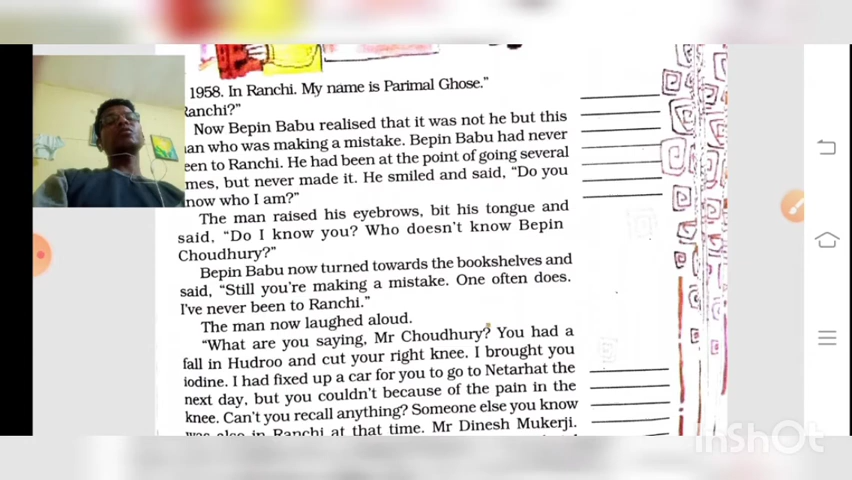 1958. In Ranchi. My name is Parimal Ghose."
Ranchi?"
Now Bepin Babu realised that it was not he but this
an who was making a mistake. Bepin Babu had never
een to Ranchi. He had been at the point of going several
mes, but never made it. He smiled and said, "Do you
now who I am?"
The man raised his eyebrows, bit his tongue and
said, "Do I know you? Who doesn't know Bepin
Choudhury?"
Bepin Babu now turned towards the bookshelves and
said, "Still you're making a mistake. One often does.
I've never been to Ranchi."
The man now laughed aloud.
"What are you saying, Mr Choudhury? You had a
fall in Hudroo and cut your right knee. I brought you
iodine. I had fixed up a car for you to go to Netarhat the
next day, but you couldn't because of the pain in the
knee. Can't you recall anything? Someone else you know
was also in Ranchi at that time. Mr Dinesh Mukerji.
InShOt